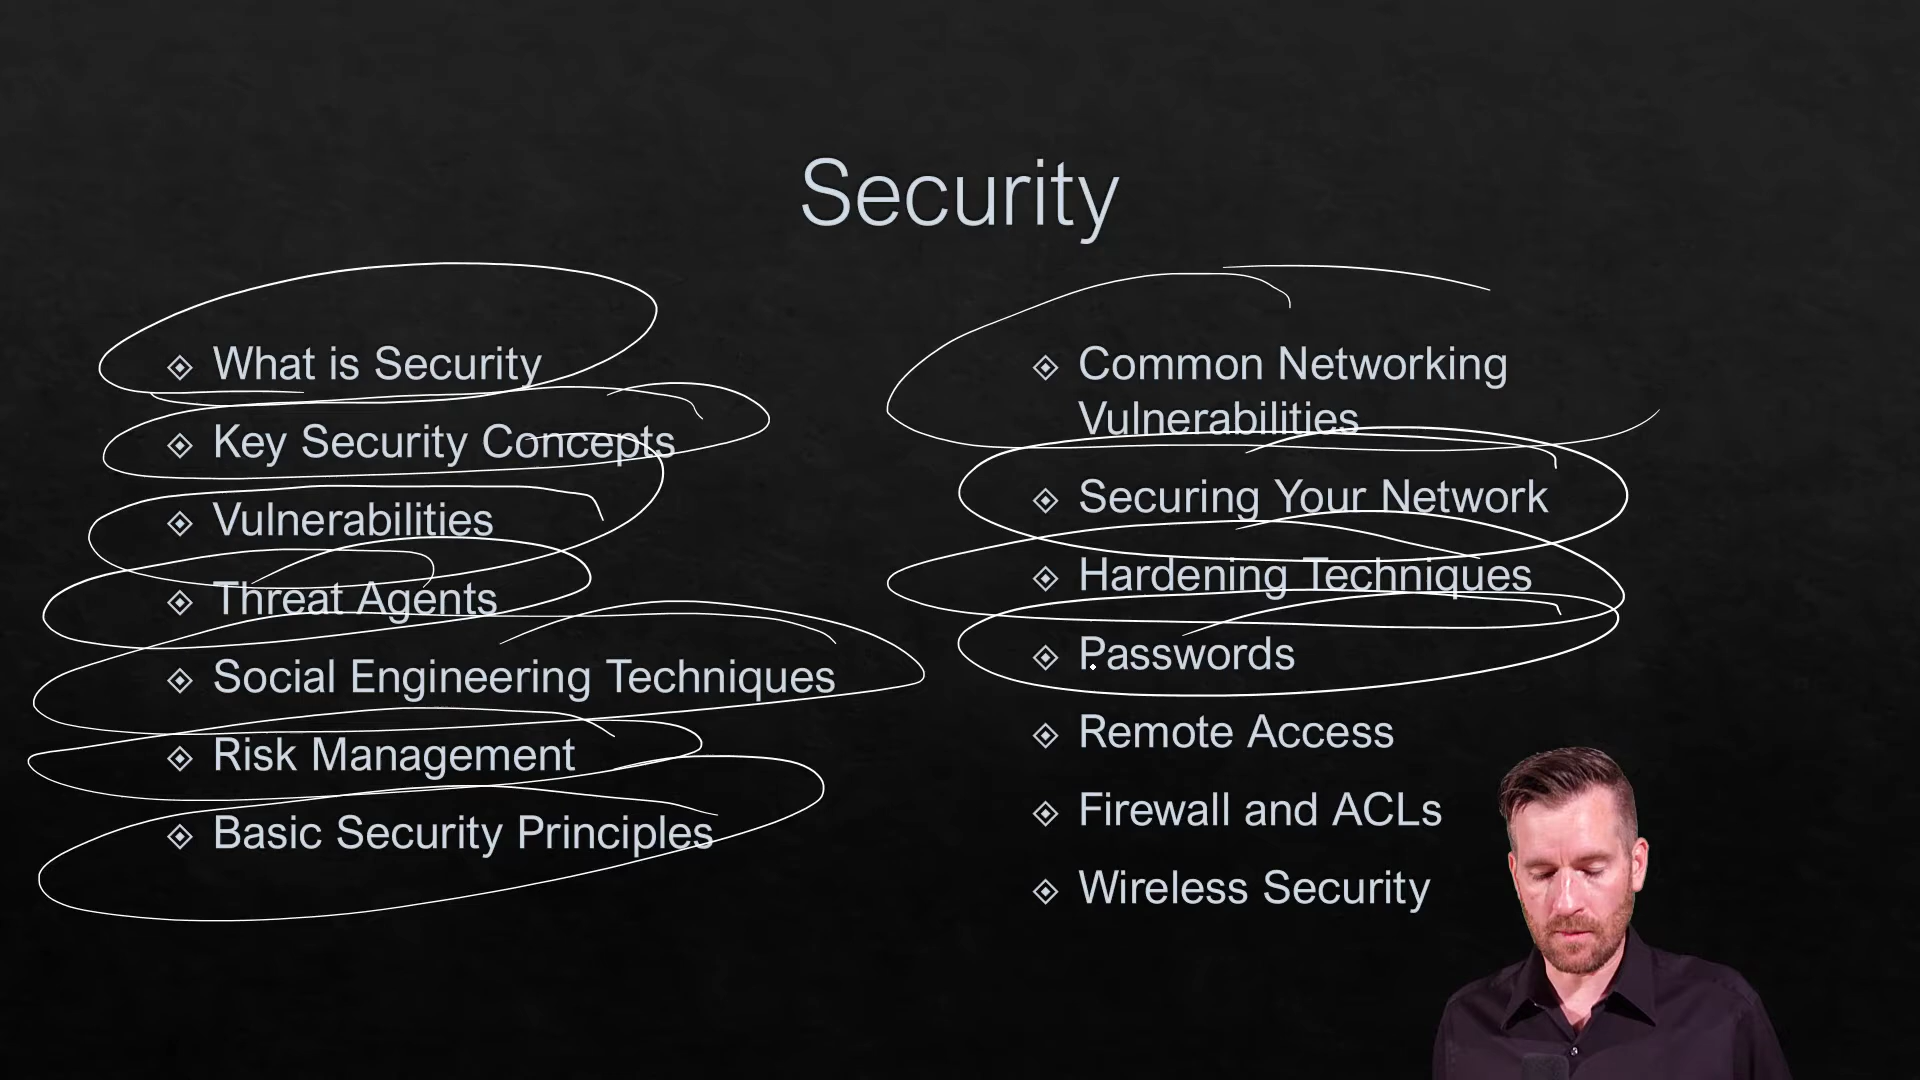 Security
What is Security
Key Security Concepts
Vulnerabilities
Threat Agents
Social Engineering Techniques
Risk Management
Basic Security Principles
Common Networking
Vulnerabilities
Securing Your Network
Hardening Techniques
Passwords
Remote Access
Firewall and ACLs
Wireless Security